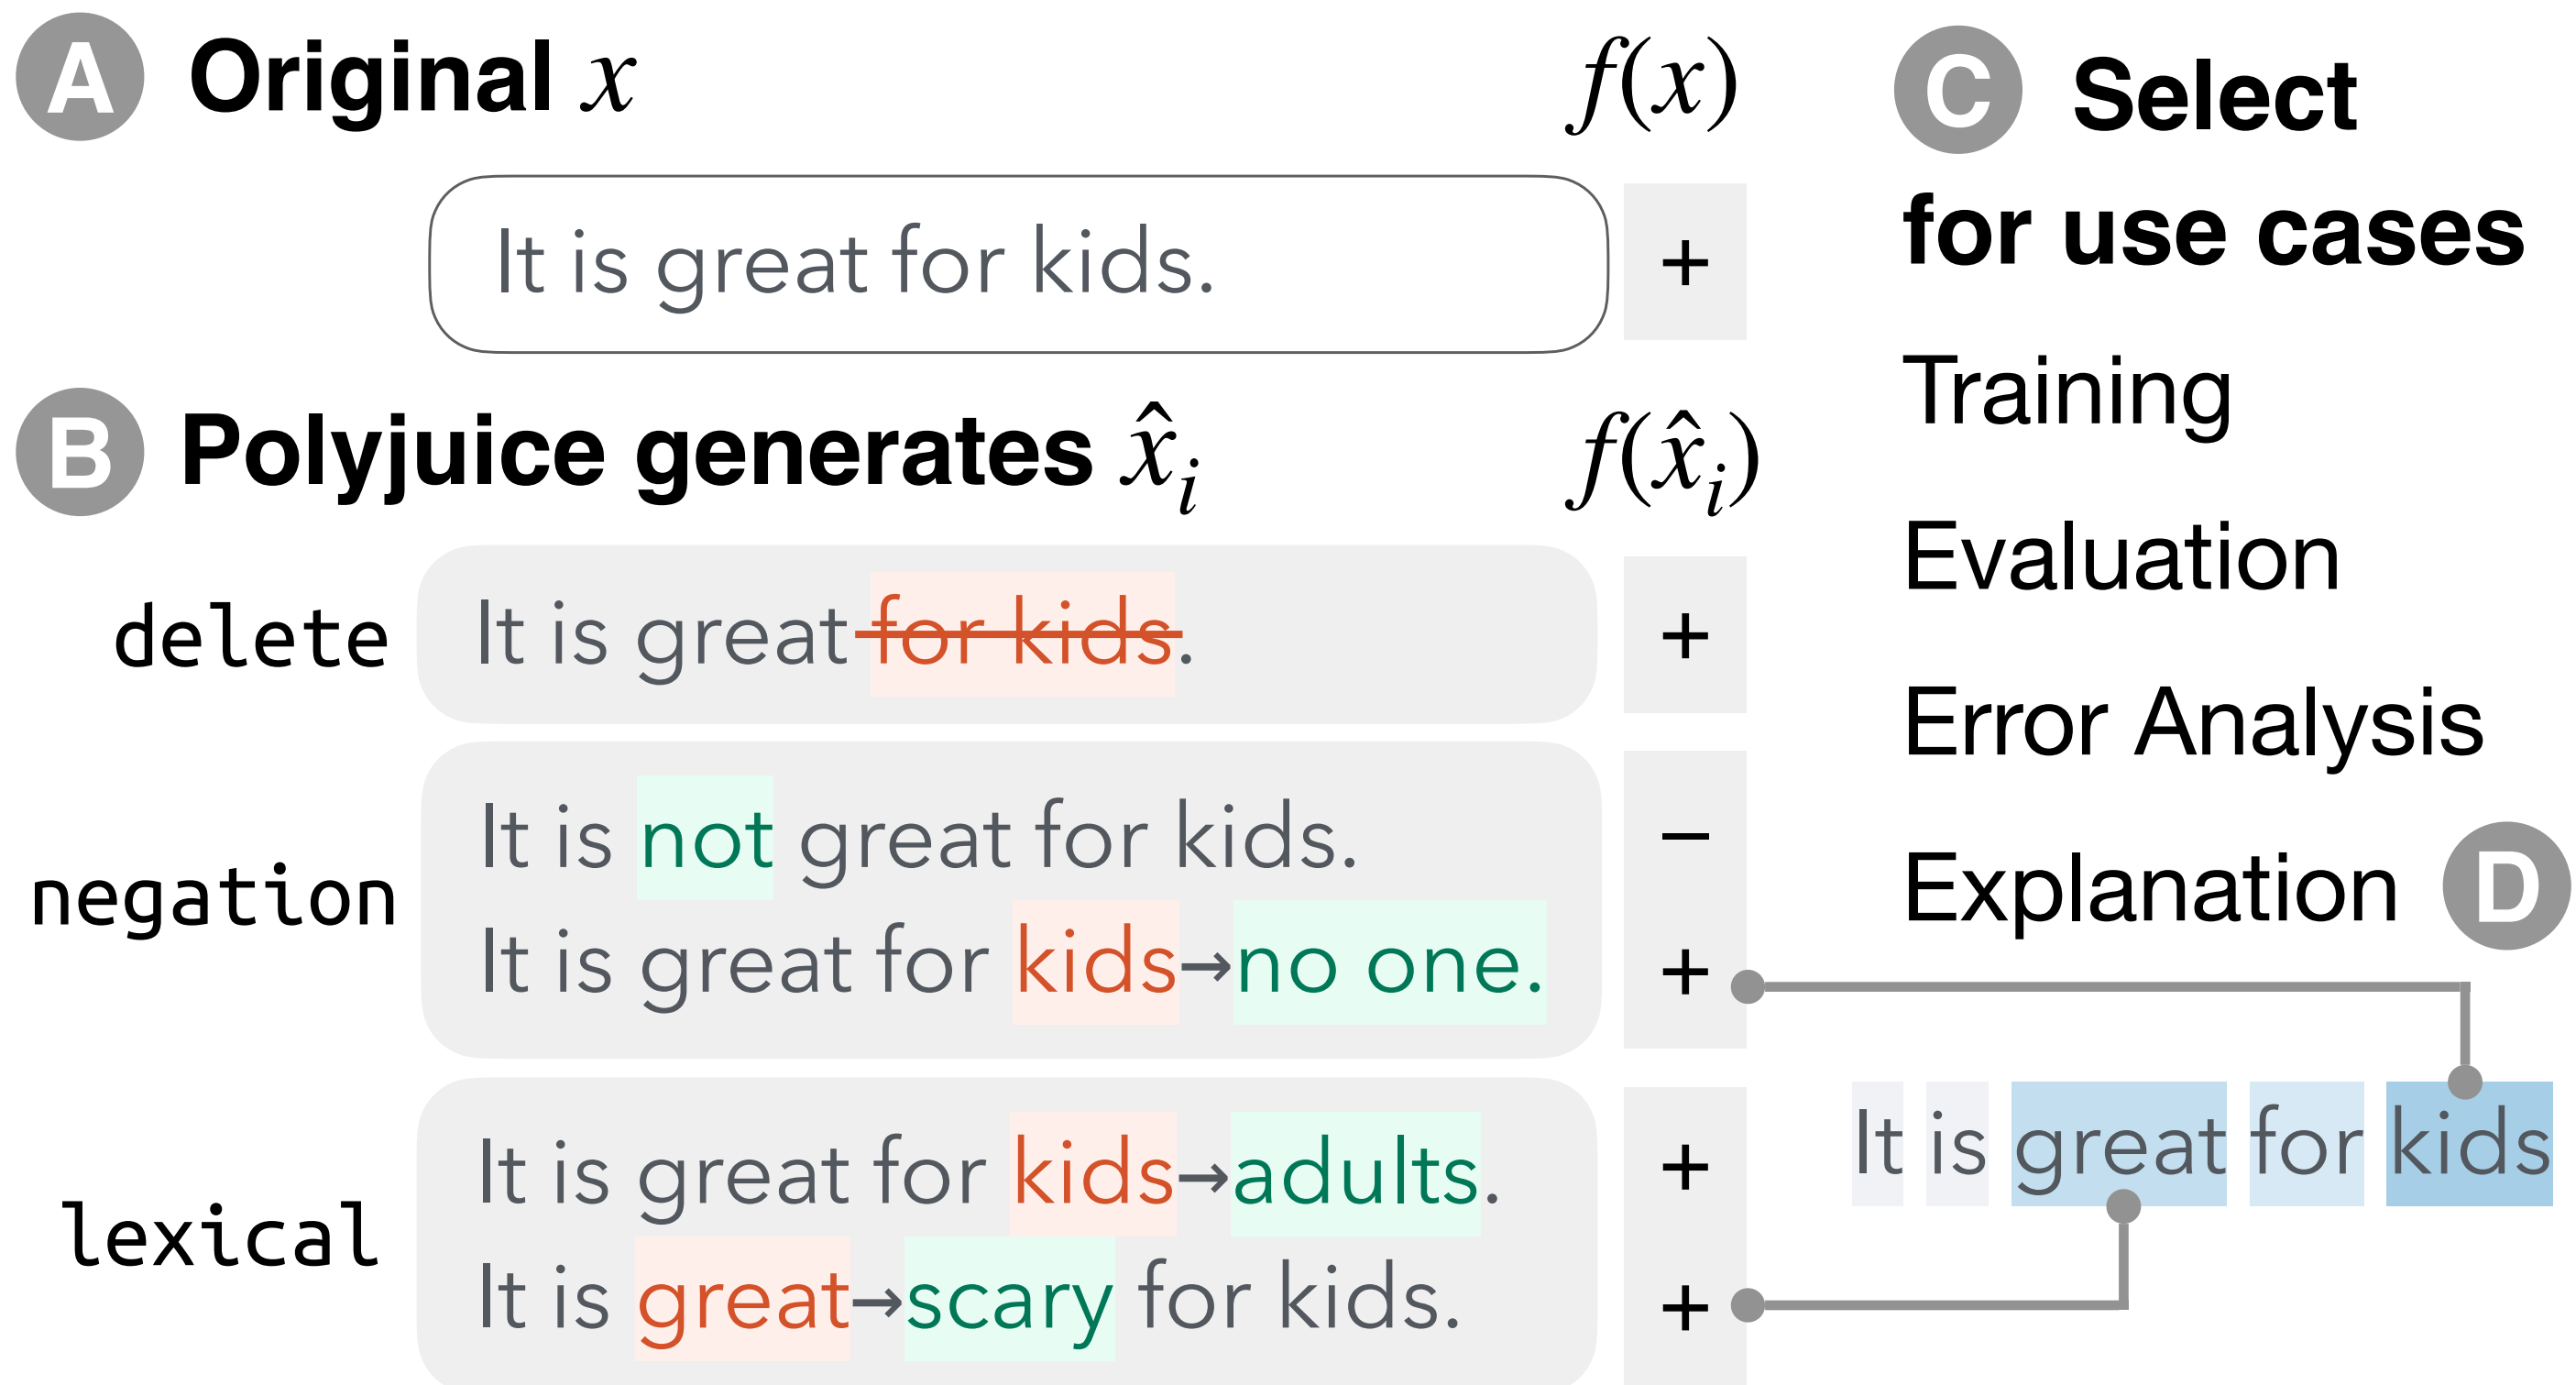 A Original x f(x)
It is great for kids. +
B Polyjuice generates x̂ᵢ f(x̂ᵢ)
delete It is great for kids. +
negation
It is not great for kids. −
It is great for kids→no one. +
lexical
It is great for kids→adults. +
It is great→scary for kids. +
C Select
for use cases
Training
Evaluation
Error Analysis
Explanation D
It is great for kids